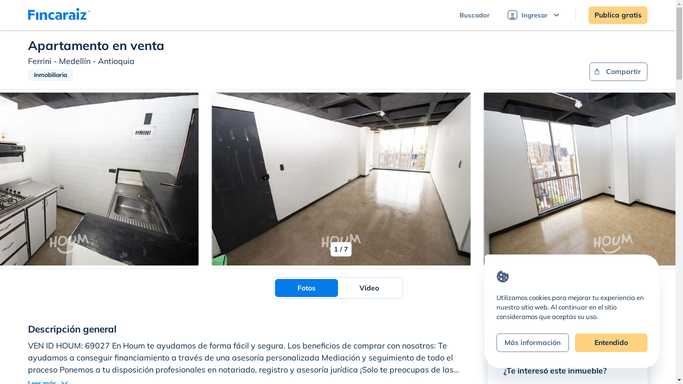 Fincaraiz
Buscador
Ingresar
Publica gratis
Apartamento en venta
Ferrini - Medellín - Antioquia
Inmobiliaria
Compartir
HOUM
HOUM
HOUM
1 / 7
Fotos
Video
Utilizamos cookies para mejorar tu experiencia en
nuestro sitio web. Al continuar en el sitio
consideramos que aceptas su uso.
Más información
Entendido
Descripción general
VEN ID HOUM: 69027 En Houm te ayudamos de forma fácil y segura. Los beneficios de comprar con nosotros: Te
ayudamos a conseguir financiamiento a través de una asesoría personalizada Mediación y seguimiento de todo el
proceso Ponemos a tu disposición profesionales en notariado, registro y asesoría jurídica ¡Solo te preocupas de las...
Leer más
¿Te interesó este inmueble?